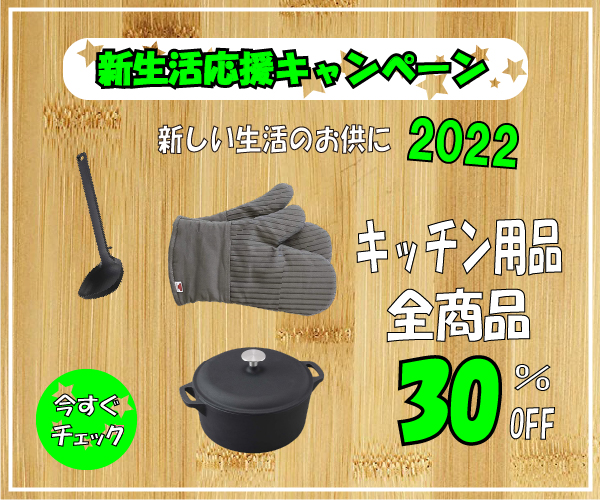 新生活応援キャンペーン
新しい生活のお供に 2022
キッチン用品
全商品
30%OFF
今すぐ
チェック